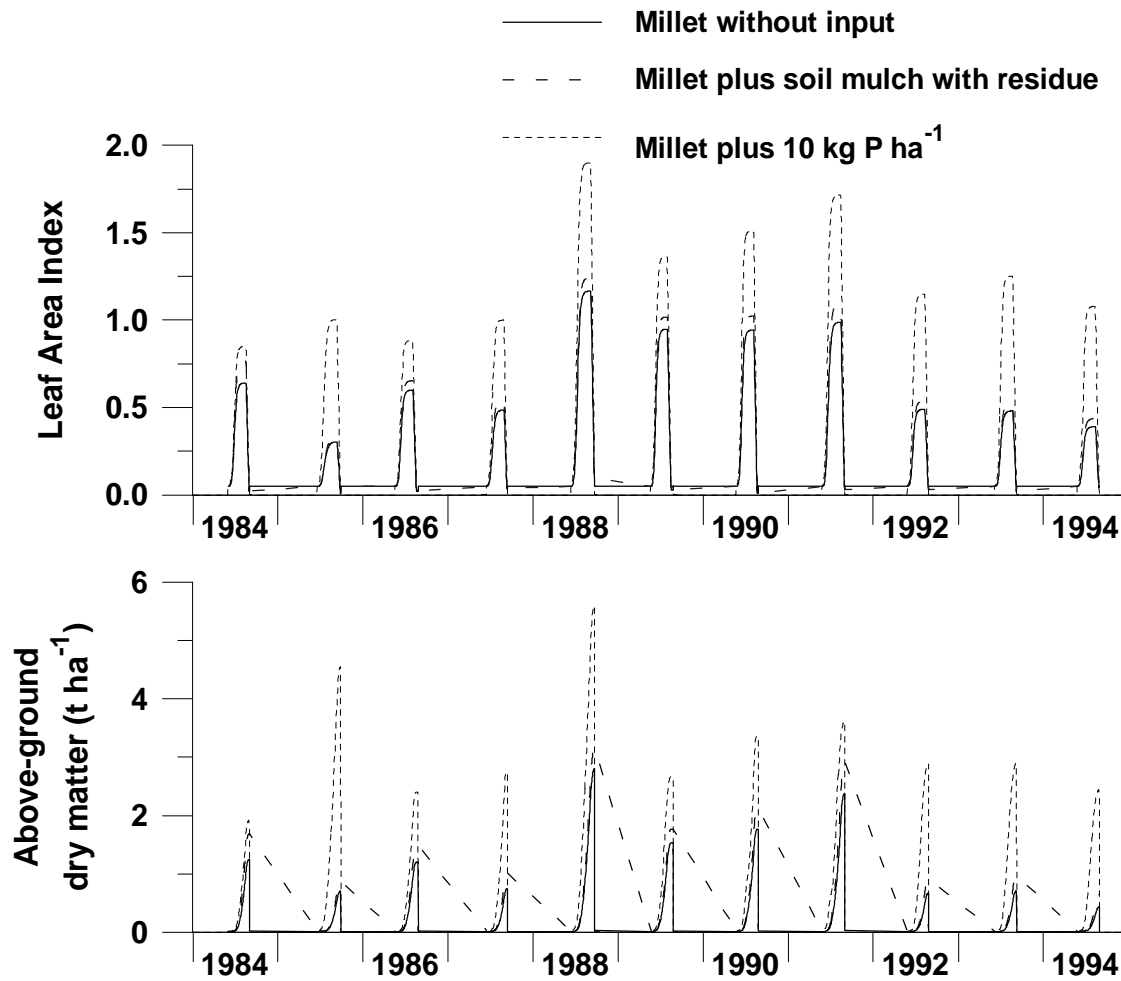 Millet without input
Millet plus soil mulch with residue
Millet plus 10 kg P ha⁻¹
Leaf Area Index
2.0
1.5
1.0
0.5
0.0
1984 1986 1988 1990 1992 1994
Above-ground
dry matter (t ha⁻¹)
6
4
2
0
1984 1986 1988 1990 1992 1994